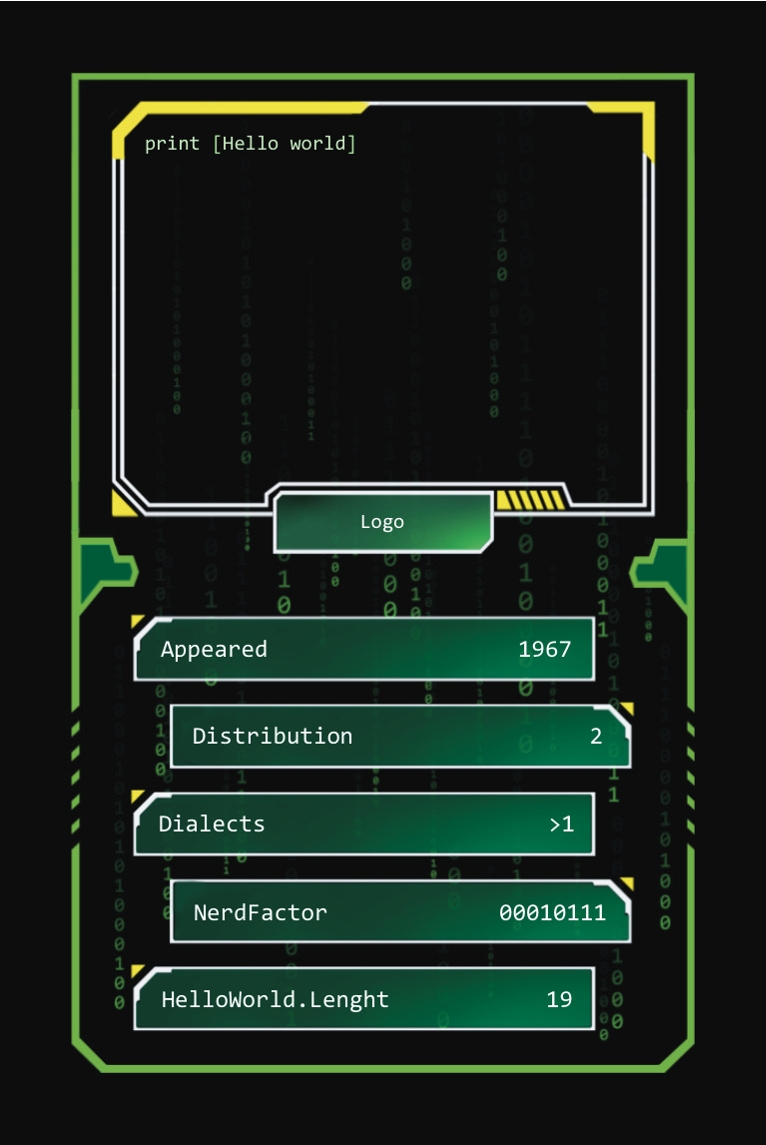 print [Hello world]
Logo
Appeared 1967
Distribution 2
Dialects >1
NerdFactor 00010111
HelloWorld.Lenght 19